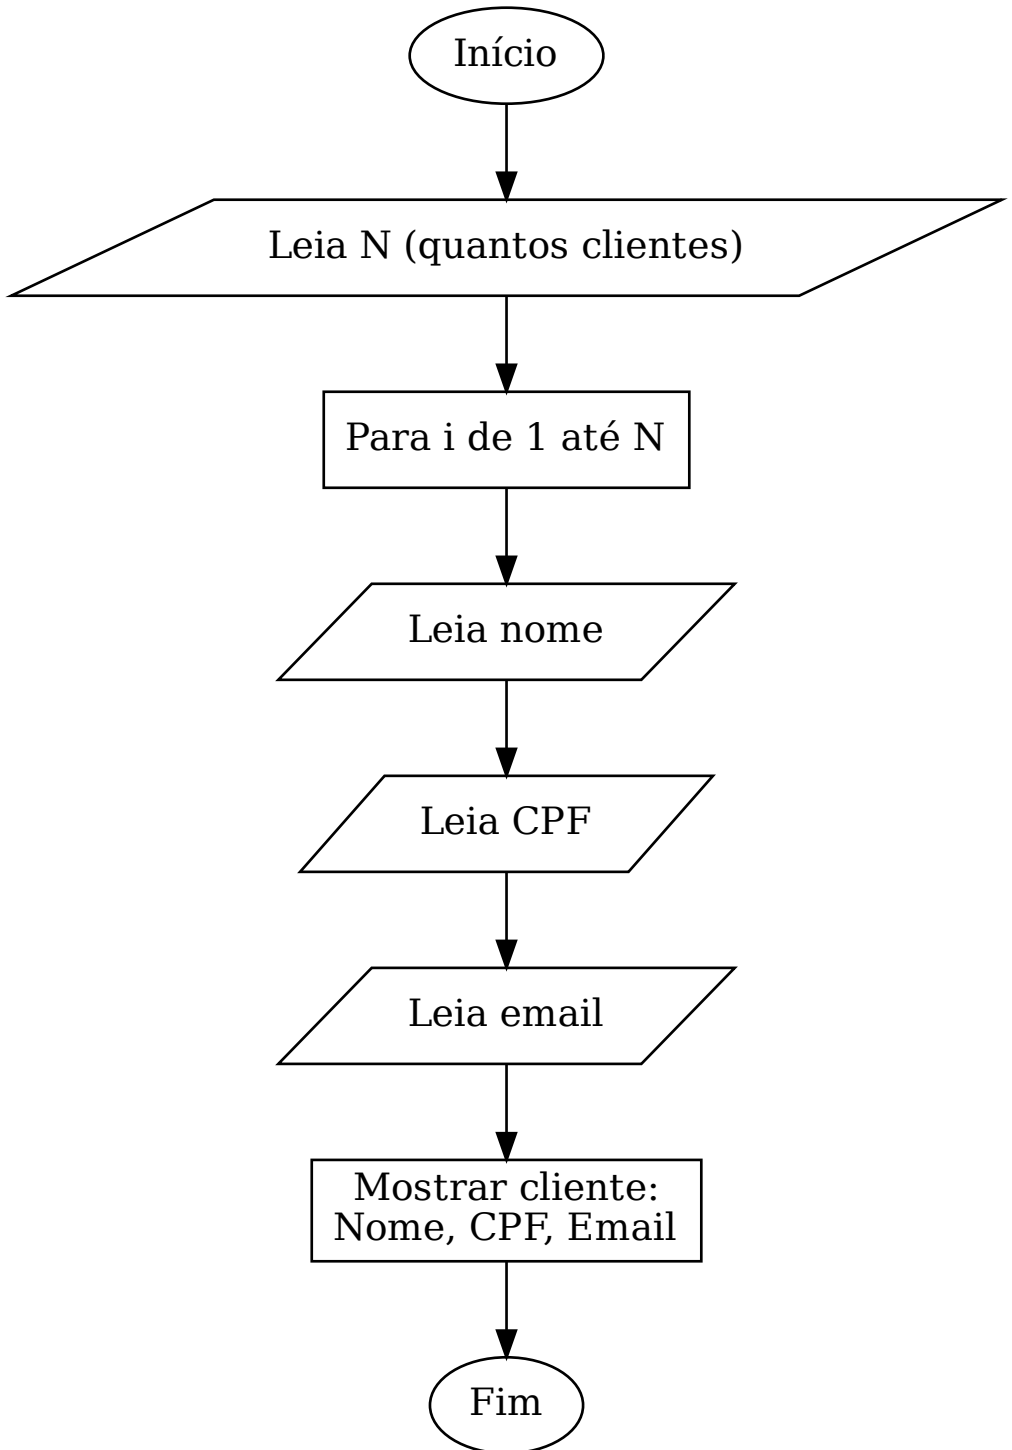 Início
Leia N (quantos clientes)
Para i de 1 até N
Leia nome
Leia CPF
Leia email
Mostrar cliente:
Nome, CPF, Email
Fim